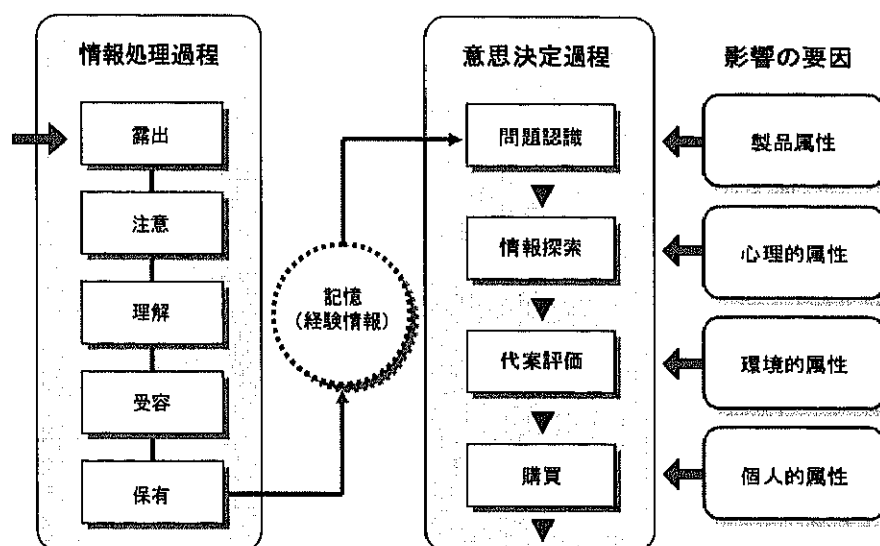 情報処理過程
露出
注意
理解
受容
保有
記憶
(経験情報)
意思決定過程
問題認識
情報探索
代案評価
購買
影響の要因
製品属性
心理的属性
環境的属性
個人的属性